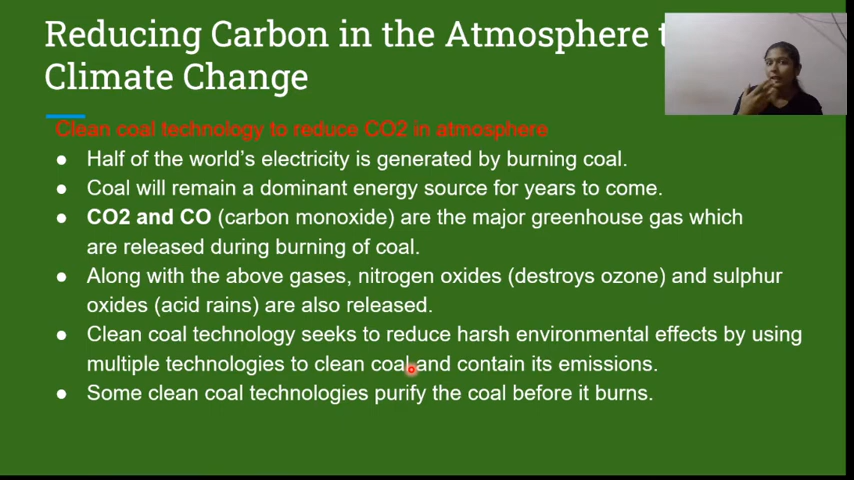 Reducing Carbon in the Atmosphere
Climate Change
Clean coal technology to reduce CO2 in atmosphere
● Half of the world's electricity is generated by burning coal.
● Coal will remain a dominant energy source for years to come.
● CO2 and CO (carbon monoxide) are the major greenhouse gas which
are released during burning of coal.
● Along with the above gases, nitrogen oxides (destroys ozone) and sulphur
oxides (acid rains) are also released.
● Clean coal technology seeks to reduce harsh environmental effects by using
multiple technologies to clean coal and contain its emissions.
● Some clean coal technologies purify the coal before it burns.